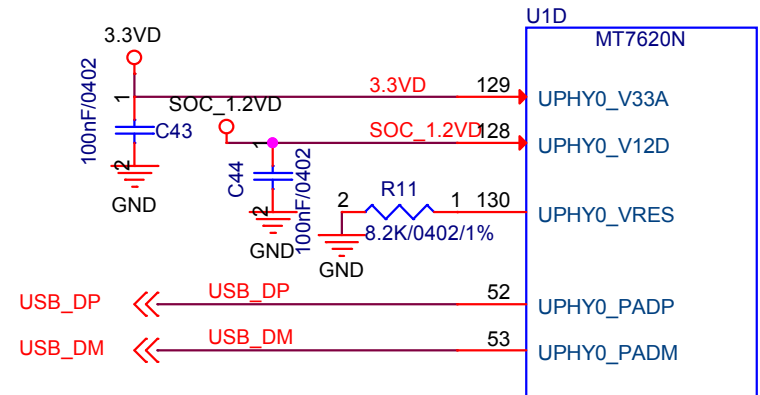 U1D
MT7620N
3.3VD
100nF/0402
1
2
C43
GND
3.3VD
129
UPHY0_V33A
SOC_1.2VD
SOC_1.2VD
128
UPHY0_V12D
1
2
C44
100nF/0402
GND
2
R11
1
8.2K/0402/1%
GND
130
UPHY0_VRES
USB_DP
USB_DP
52
UPHY0_PADP
USB_DM
USB_DM
53
UPHY0_PADM